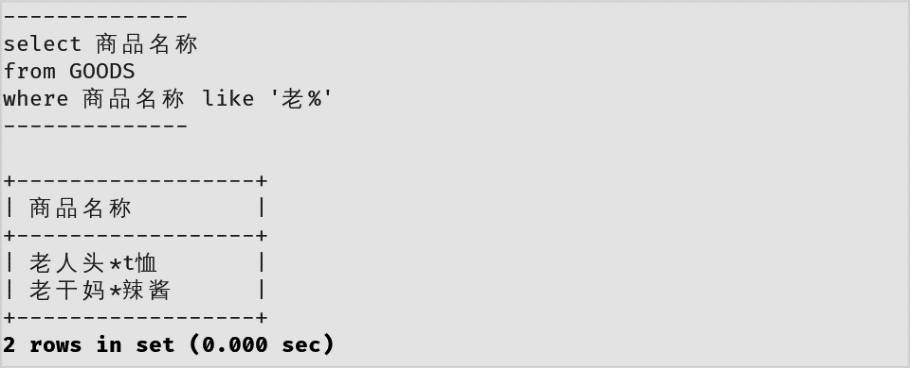 --------------
select 商品名称
from GOODS
where 商品名称 like '老%'
--------------
+------------------+
| 商品名称 |
+------------------+
| 老人头*t恤 |
| 老干妈*辣酱 |
+------------------+
2 rows in set (0.000 sec)